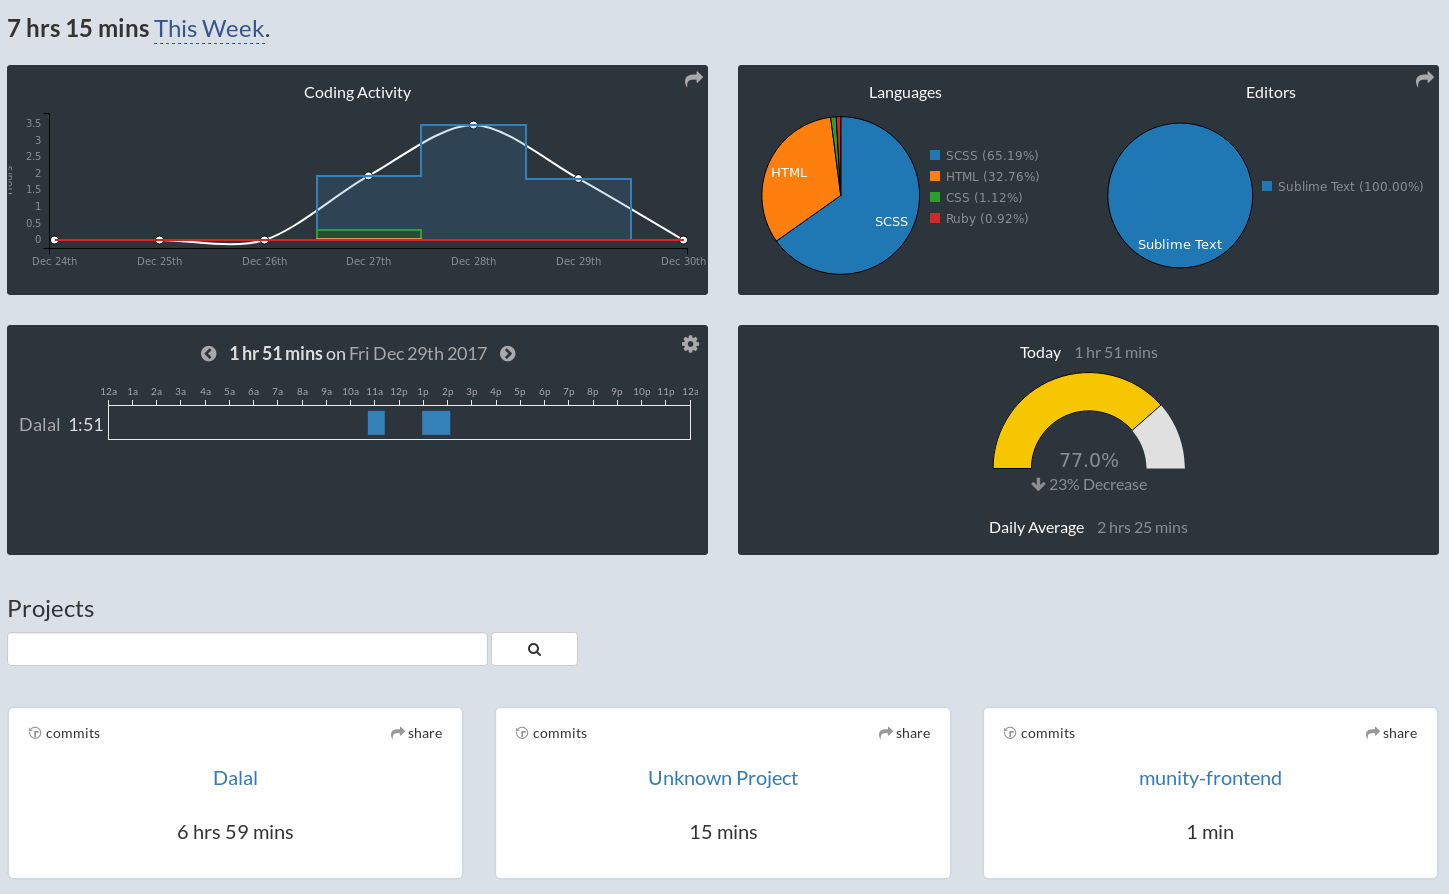 7 hrs 15 mins This Week.
Coding Activity
Hours
3.5
3
2.5
2
1.5
1
0.5
0
Dec 24th Dec 25th Dec 26th Dec 27th Dec 28th Dec 29th Dec 30th
Languages
HTML
SCSS
SCSS (65.19%)
HTML (32.76%)
CSS (1.12%)
Ruby (0.92%)
Editors
Sublime Text
Sublime Text (100.00%)
1 hr 51 mins on Fri Dec 29th 2017
12a 1a 2a 3a 4a 5a 6a 7a 8a 9a 10a 11a 12p 1p 2p 3p 4p 5p 6p 7p 8p 9p 10p 11p 12a
Dalal 1:51
Today 1 hr 51 mins
77.0%
23% Decrease
Daily Average 2 hrs 25 mins
Projects
commits share
Dalal
6 hrs 59 mins
commits share
Unknown Project
15 mins
commits share
munity-frontend
1 min